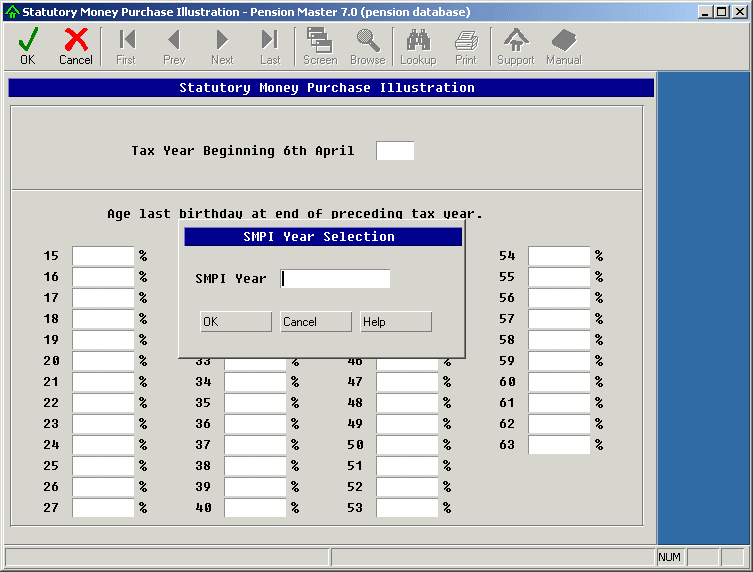 Statutory Money Purchase Illustration - Pension Master 7.0 (pension database)
OK Cancel First Prev Next Last Screen Browse Lookup Print Support Manual
Statutory Money Purchase Illustration
Tax Year Beginning 6th April
Age last birthday at end of preceding tax year.
SMPI Year Selection
15 % 54 %
16 % 55 %
SMPI Year
17 % 56 %
18 % 57 %
OK Cancel Help
19 % 58 %
20 % 33 % 46 % 59 %
21 % 34 % 47 % 60 %
22 % 35 % 48 % 61 %
23 % 36 % 49 % 62 %
24 % 37 % 50 % 63 %
25 % 38 % 51 %
26 % 39 % 52 %
27 % 40 % 53 %
NUM